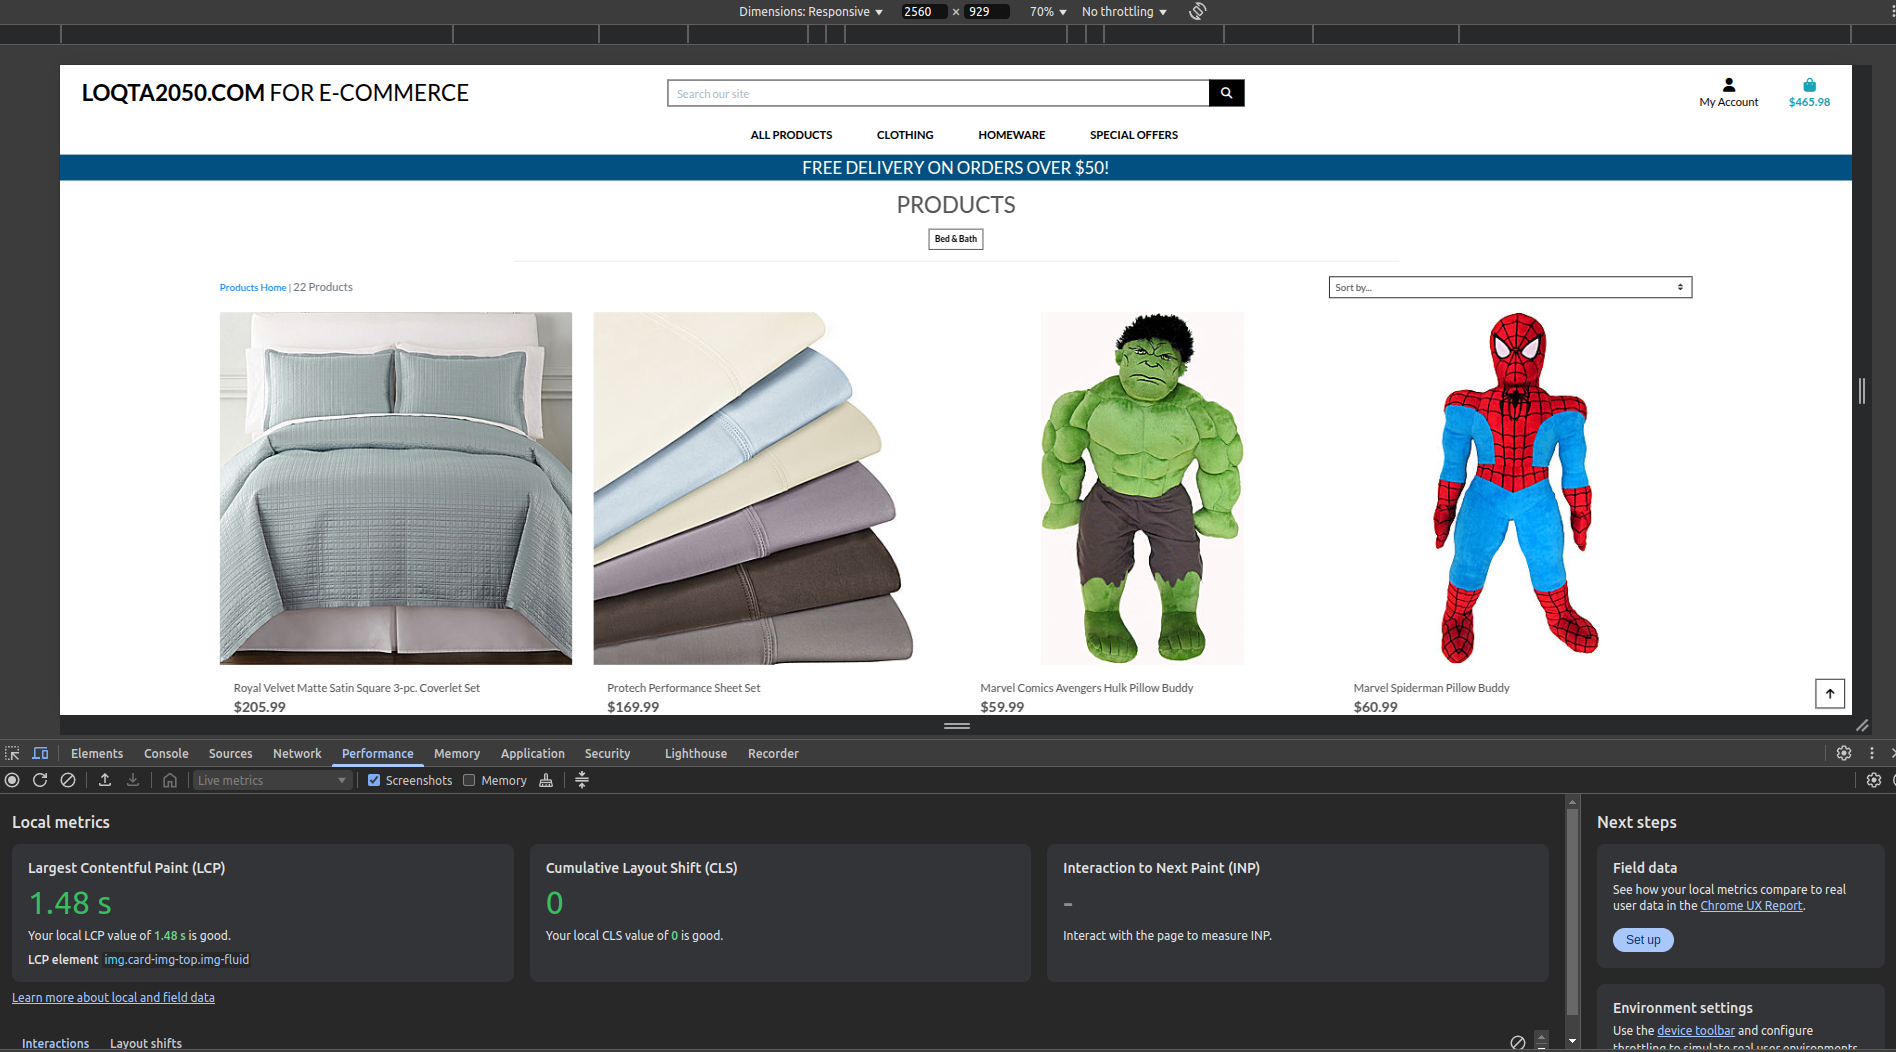 Dimensions: Responsive 2560 × 929 70% No throttling
LOQTA2050.COM FOR E-COMMERCE
Search our site
My Account
$465.98
ALL PRODUCTS CLOTHING HOMEWARE SPECIAL OFFERS
FREE DELIVERY ON ORDERS OVER $50!
PRODUCTS
Bed & Bath
Products Home | 22 Products
Sort by...
Royal Velvet Matte Satin Square 3-pc. Coverlet Set
$205.99
Protech Performance Sheet Set
$169.99
Marvel Comics Avengers Hulk Pillow Buddy
$59.99
Marvel Spiderman Pillow Buddy
$60.99
Elements Console Sources Network Performance Memory Application Security Lighthouse Recorder
Live metrics Screenshots Memory
Local metrics
Largest Contentful Paint (LCP)
1.48 s
Your local LCP value of 1.48 s is good.
LCP element img.card-img-top.img-fluid
Cumulative Layout Shift (CLS)
0
Your local CLS value of 0 is good.
Interaction to Next Paint (INP)
-
Interact with the page to measure INP.
Learn more about local and field data
Interactions Layout shifts
Next steps
Field data
See how your local metrics compare to real
user data in the Chrome UX Report.
Set up
Environment settings
Use the device toolbar and configure
throttling to simulate real user environments